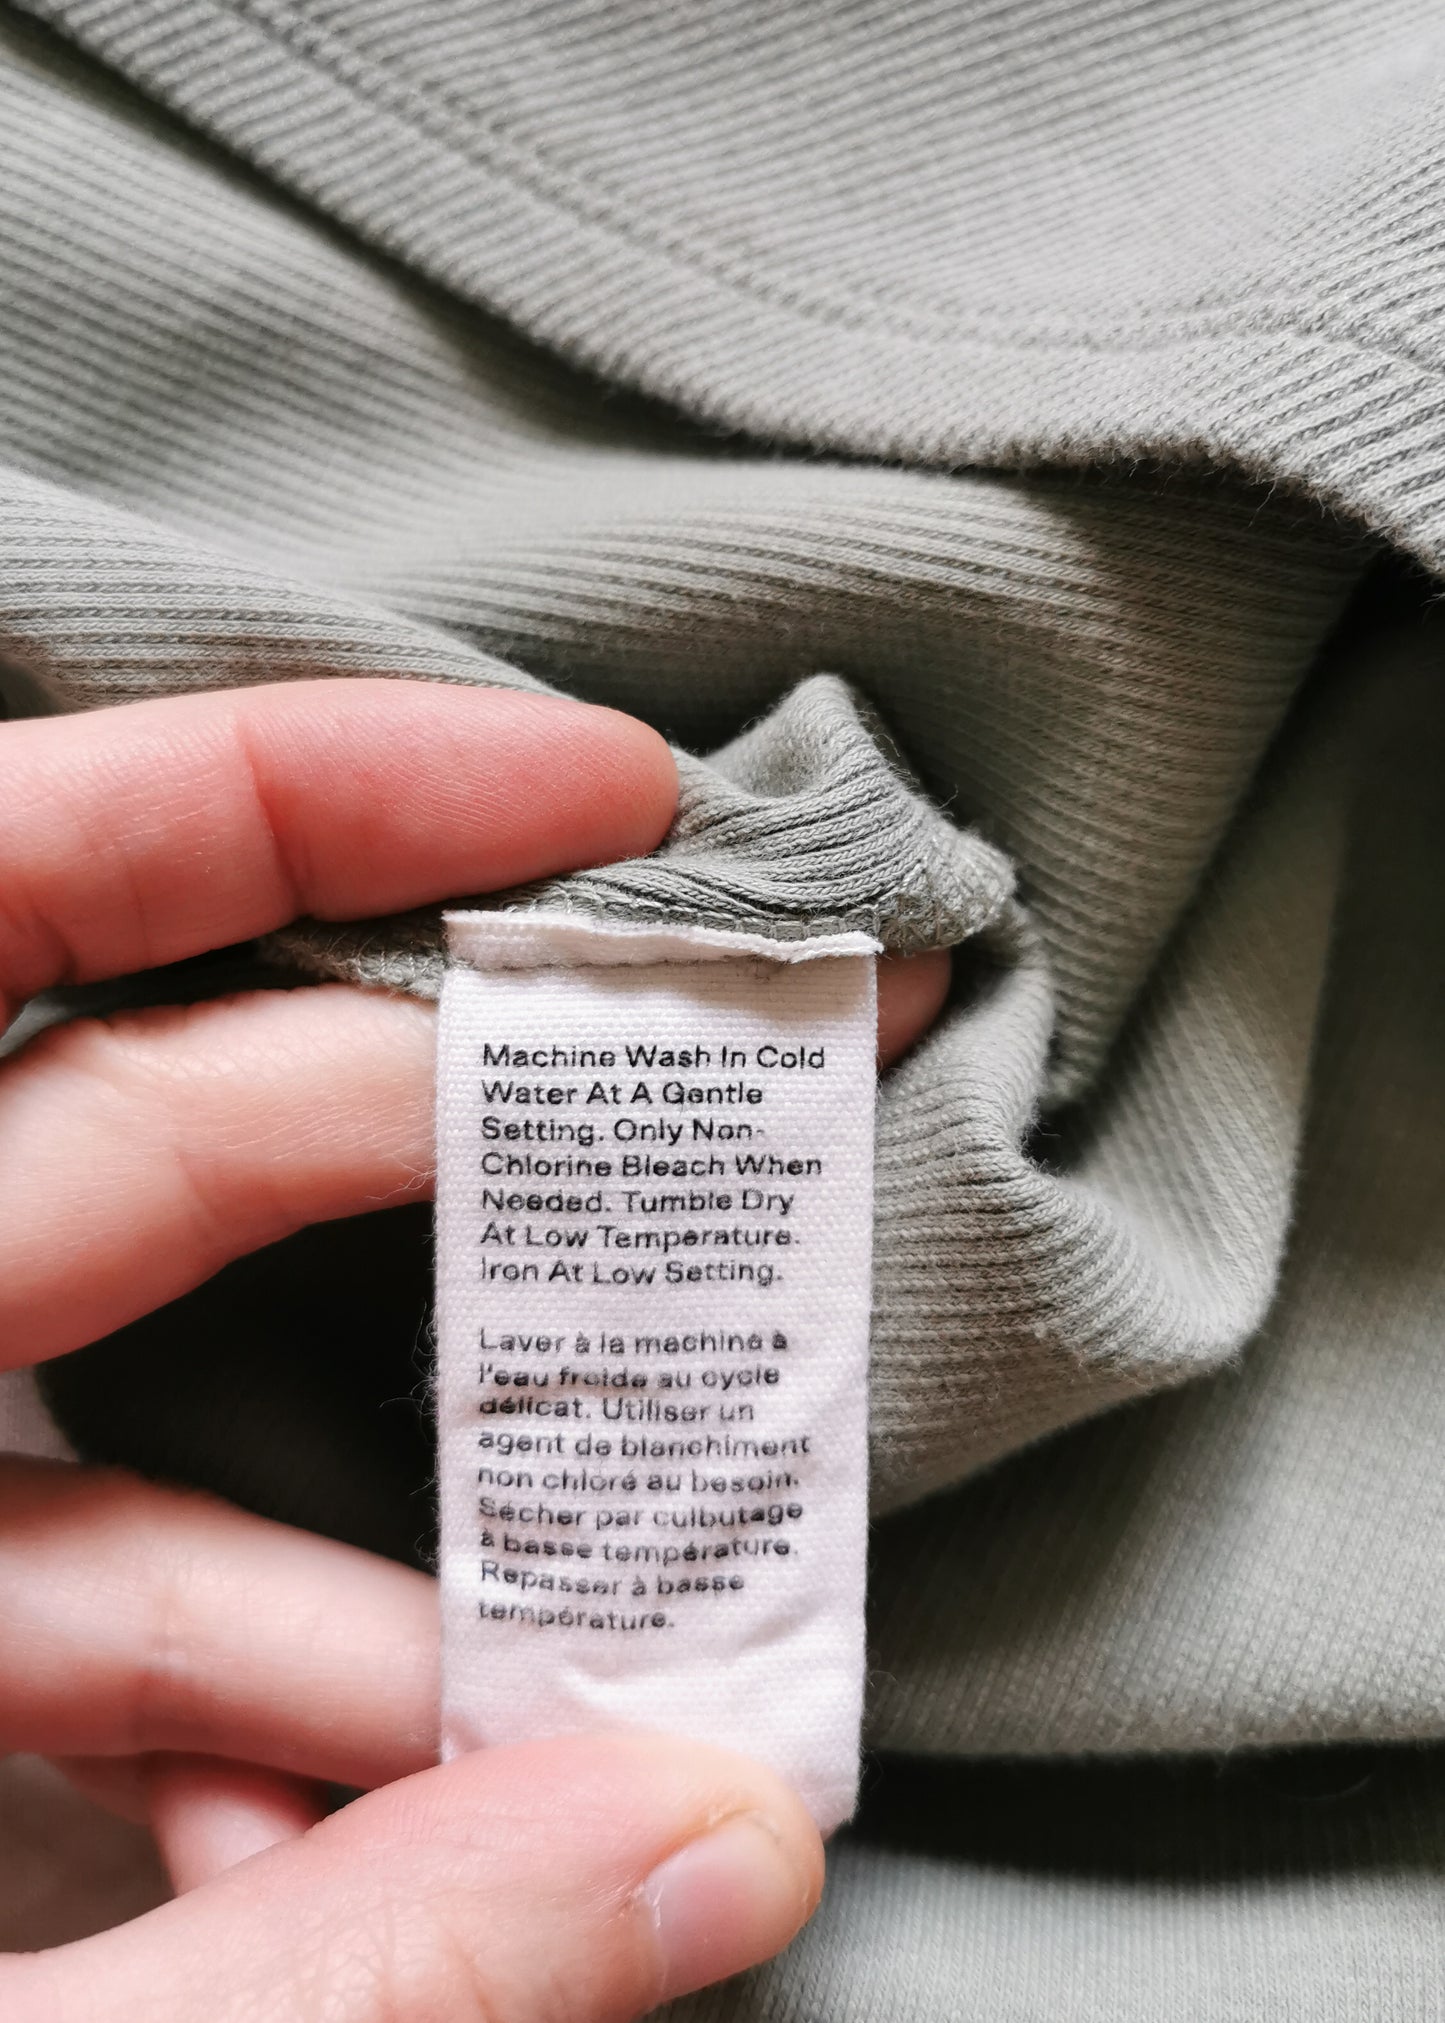 Machine Wash In Cold
Water At A Gentle
Setting. Only Non-
Chlorine Bleach When
Needed. Tumble Dry
At Low Temperature.
Iron At Low Setting.
Laver à la machine à
l'eau froide au cycle
délicat. Utiliser un
agent de blanchiment
non chloré au besoin.
Sécher par culbutage
à basse température.
Repasser à basse
température.